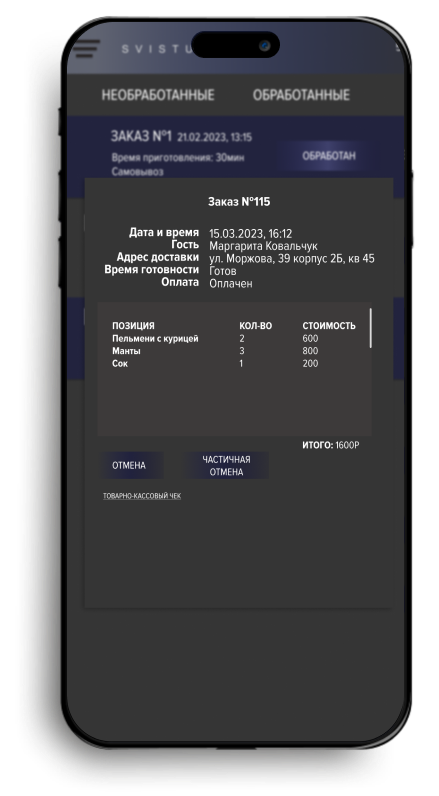 SVISTU
НЕОБРАБОТАННЫЕ ОБРАБОТАННЫЕ
ЗАКАЗ №1 21.02.2023, 13:15
Время приготовления: 30мин
ОБРАБОТАН
Самовывоз
Заказ №115
Дата и время 15.03.2023, 16:12
Гость Маргарита Ковальчук
Адрес доставки ул. Моржова, 39 корпус 2Б, кв 45
Время готовности Готов
Оплата Оплачен
ПОЗИЦИЯ КОЛ-ВО СТОИМОСТЬ
Пельмени с курицей 2 600
Манты 3 800
Сок 1 200
ИТОГО: 1600Р
ОТМЕНА
ЧАСТИЧНАЯ
ОТМЕНА
ТОВАРНО-КАССОВЫЙ ЧЕК